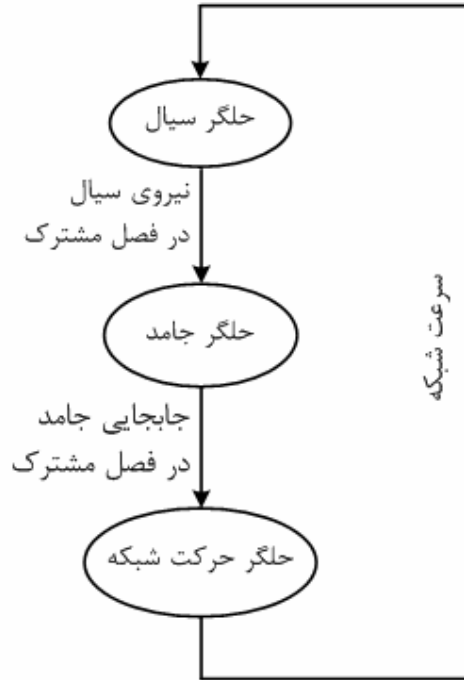 حلگر سیال
نیروی سیال
در فصل مشترک
حلگر جامد
جابجایی جامد
در فصل مشترک
حلگر حرکت شبکه
سرعت شبکه